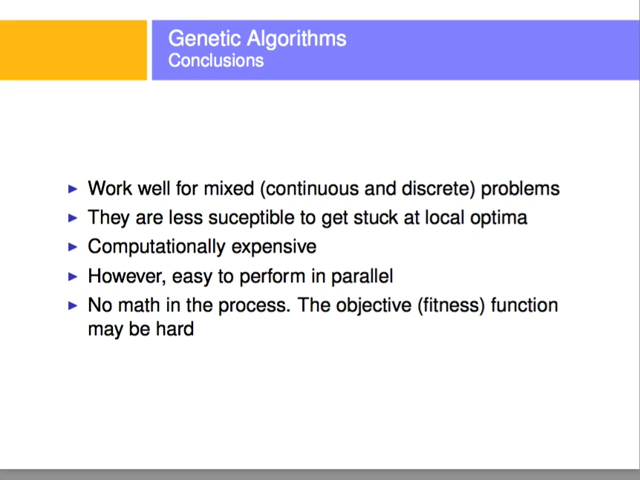 Genetic Algorithms
Conclusions
Work well for mixed (continuous and discrete) problems
They are less suceptible to get stuck at local optima
Computationally expensive
However, easy to perform in parallel
No math in the process. The objective (fitness) function
may be hard